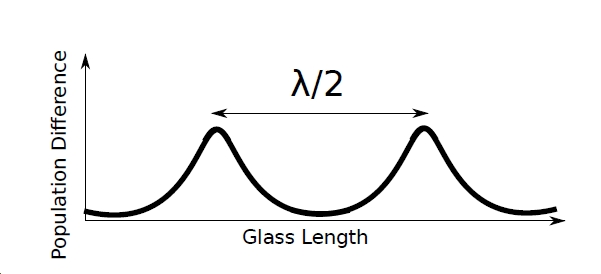 λ/2
Population Difference
Glass Length